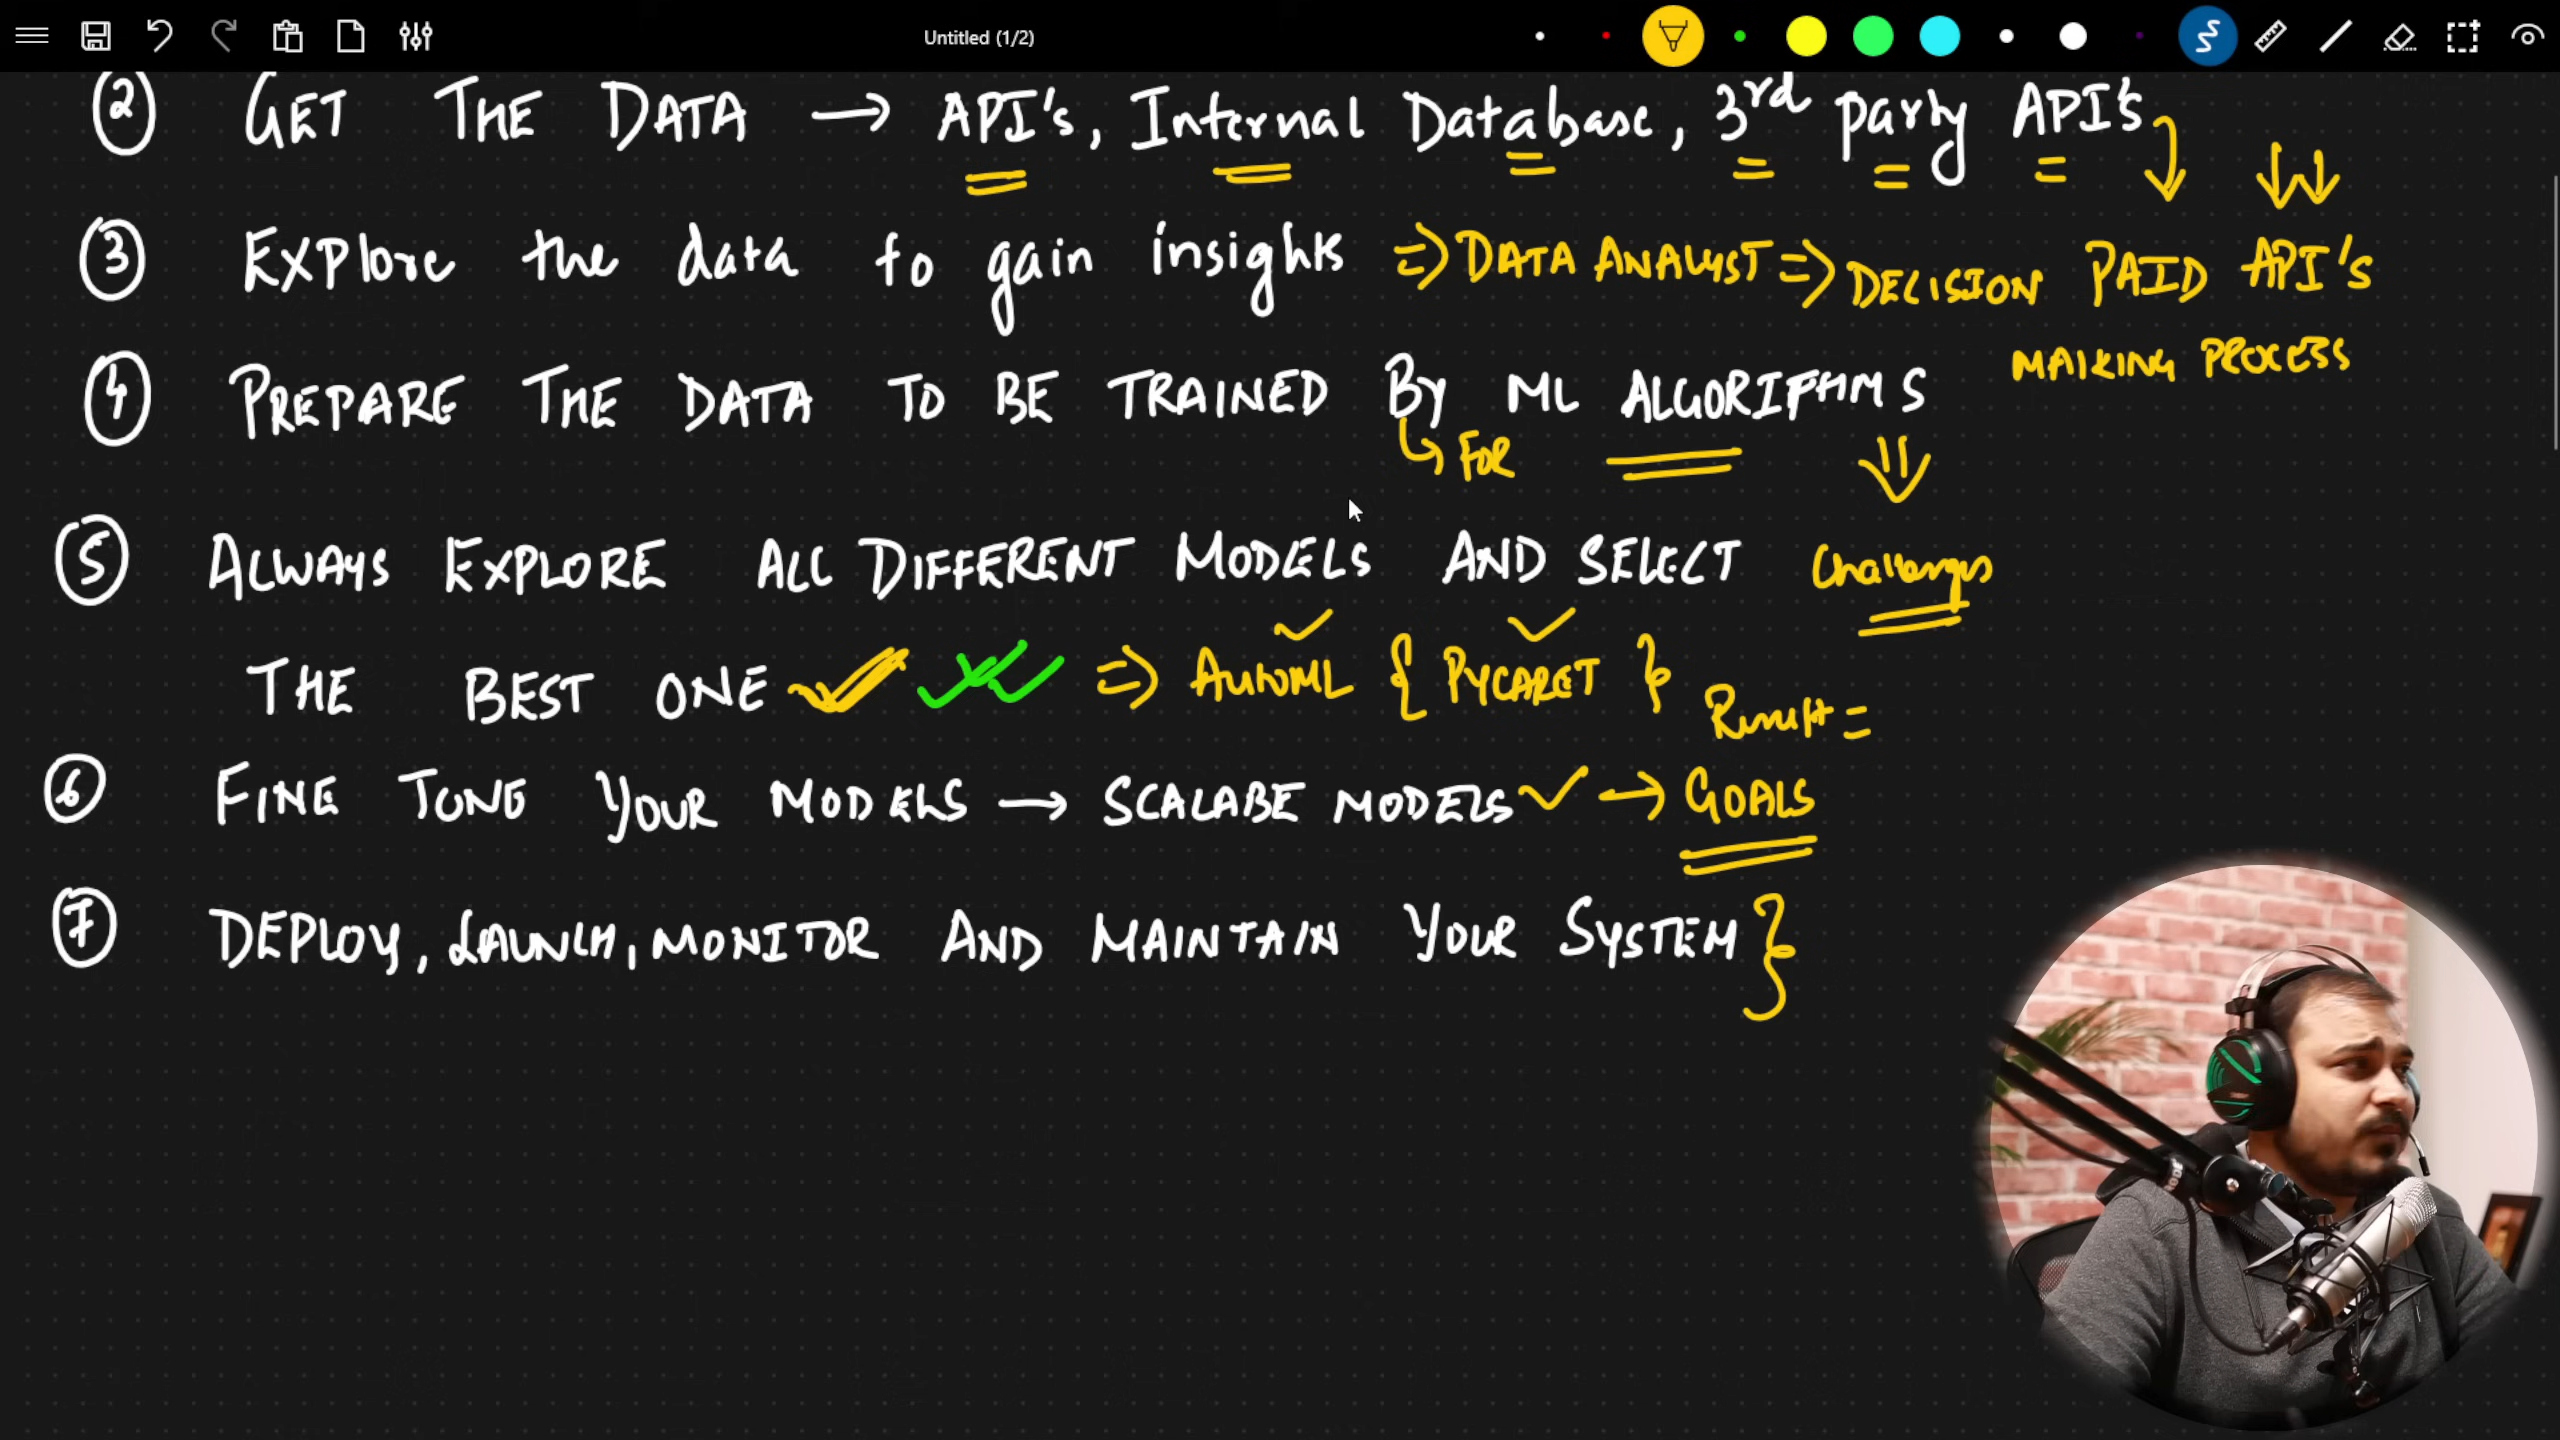 Untitled (1/2)
② GET THE DATA → API's, Internal Database, 3rd party API's
③ Explore the data to gain insights => DATA ANALYST => DECISION PAID API's
MAKING PROCESS
④ PREPARE THE DATA TO BE TRAINED By ML ALGORITHMS
↳ FOR
⑤ ALWAYS EXPLORE ALL DIFFERENT MODELS AND SELECT Challenges
THE BEST ONE ✓ ✓✓ => AutoML { PYCARET }
Result =
⑥ FINE TUNE YOUR MODELS → SCALABE MODELS ✓ → GOALS
⑦ DEPLOY, LAUNCH, MONITOR AND MAINTAIN YOUR SYSTEM }